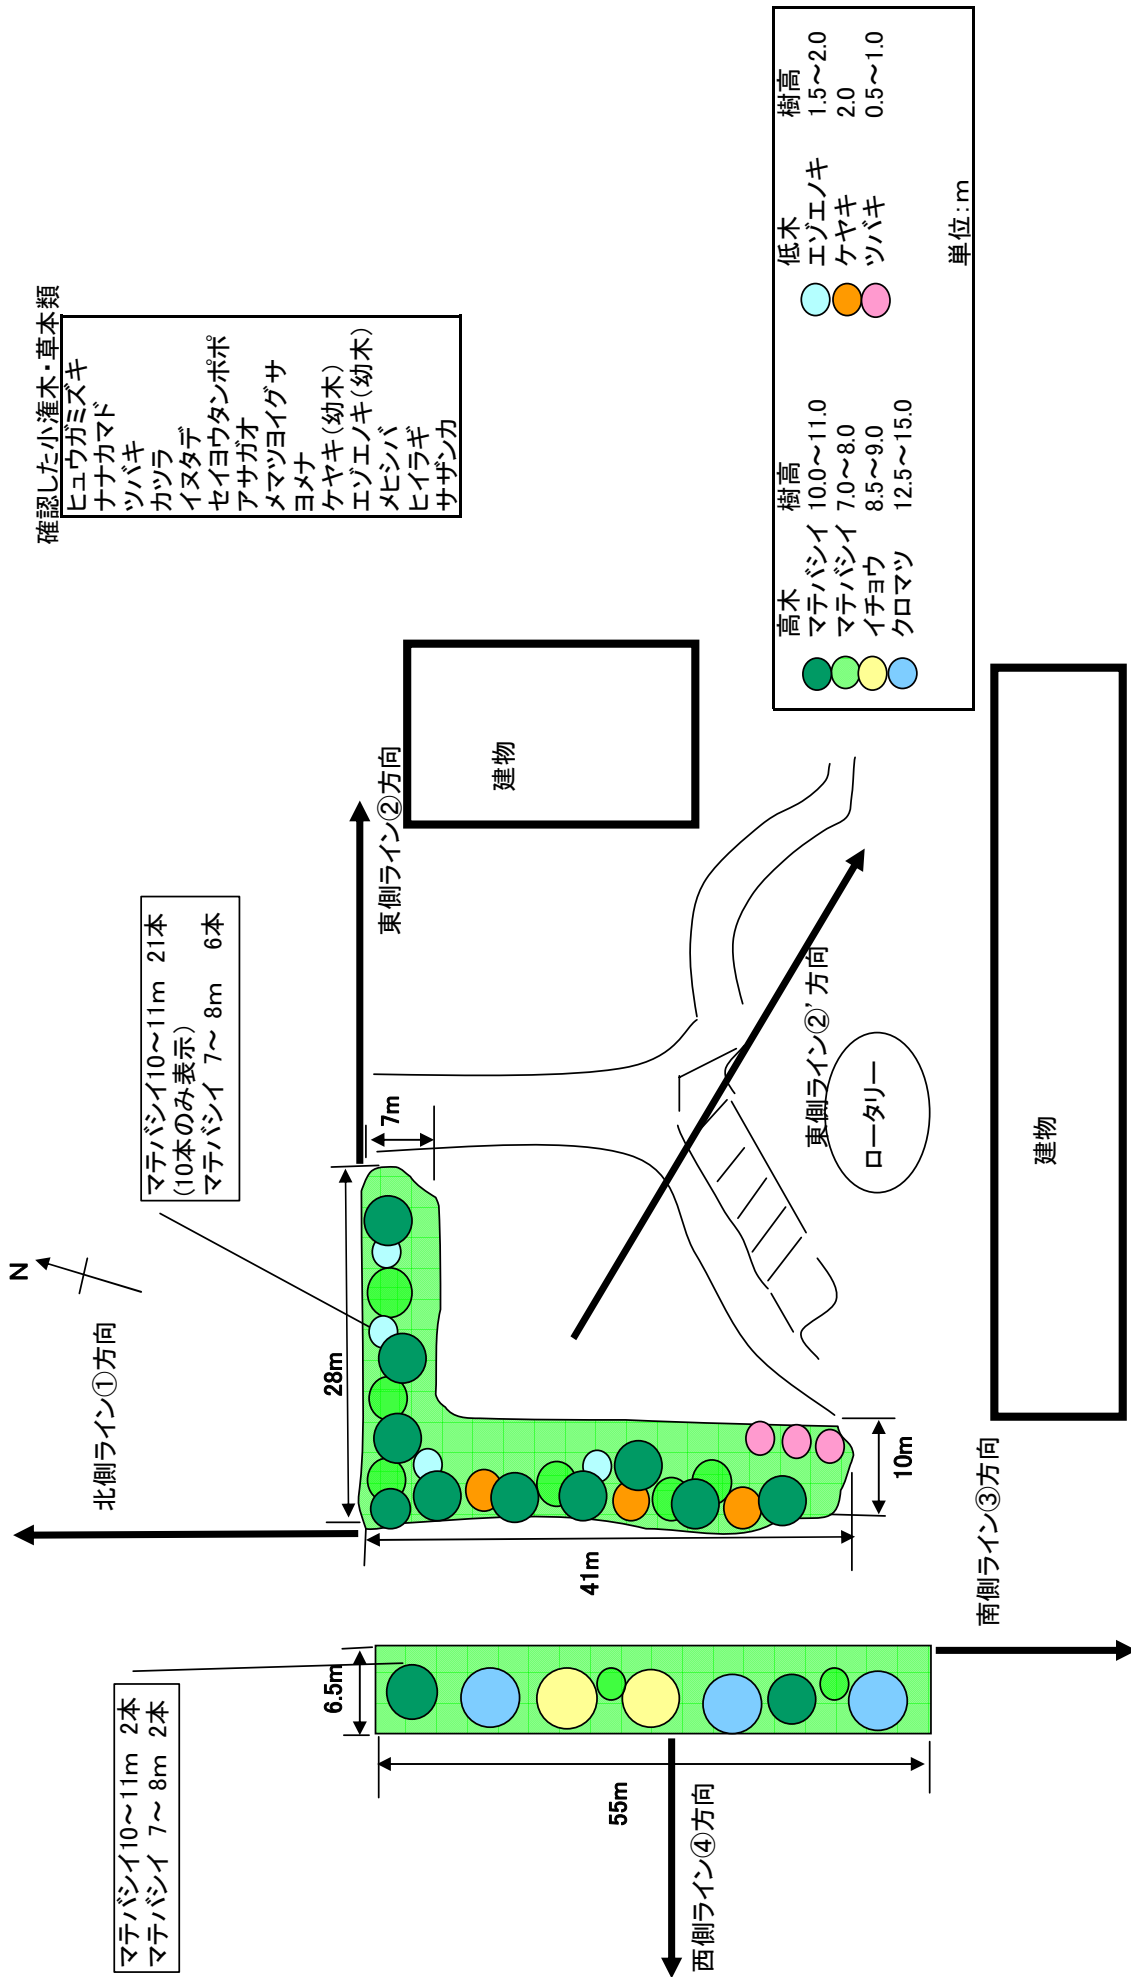 確認した小潅木・草本類
ヒュウガミズキ
ナナカマド
ツバキ
カツラ
イヌタデ
セイヨウタンポポ
アサガオ
メマツヨイグサ
ヨメナ
ケヤキ(幼木)
エゾエノキ(幼木)
メヒシバ
ヒイラギ
サザンカ
マテバシイ10～11m 2本
マテバシイ 7～ 8m 2本
マテバシイ10～11m 21本
(10本のみ表示)
マテバシイ 7～ 8m 6本
N
北側ライン①方向
東側ライン②方向
28m
7m
6.5m
建物
41m
55m
西側ライン④方向
東側ライン②’方向
ロータリー
10m
南側ライン③方向
建物
高木 樹高 低木 樹高
マテバシイ 10.0～11.0 エゾエノキ 1.5～2.0
マテバシイ 7.0～8.0 ケヤキ 2.0
イチョウ 8.5～9.0 ツバキ 0.5～1.0
クロマツ 12.5～15.0
単位:m